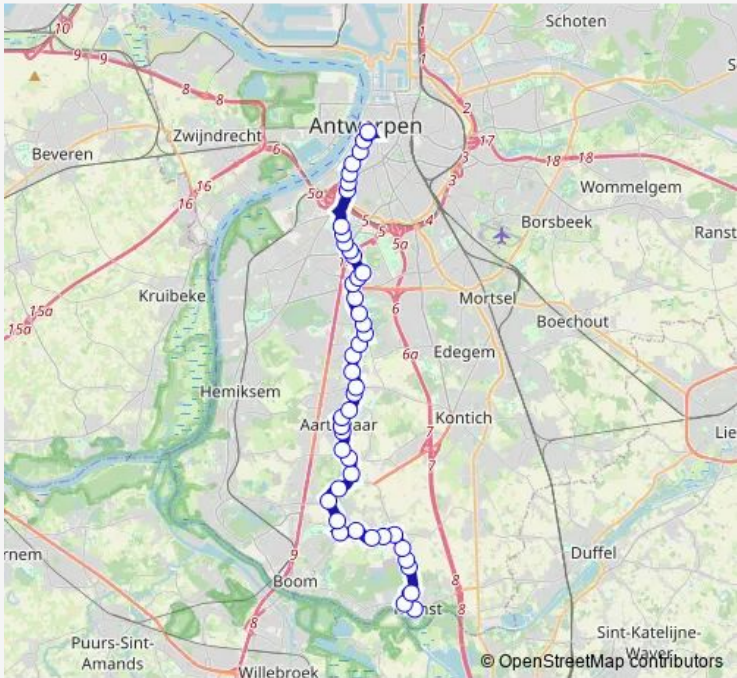 Schoten
10
1
9
9
1
8
8
2
Antwerpen
Zwijndrecht
17
3
Beveren
6
18
18
16
3
Wommelgem
5a
16
5
4
Borsbeek
5
5a
Ranst
Kruibeke
15a
Mortsel
6
15a
Boechout
6a
Edegem
Hemiksem
7
Kontich
Lie
7
9
8
Duffel
Boom
8
8
Puurs-Sint-
Amands
Sint-Katelijne-
Waver
Willebroek
© OpenStreetMap contributors